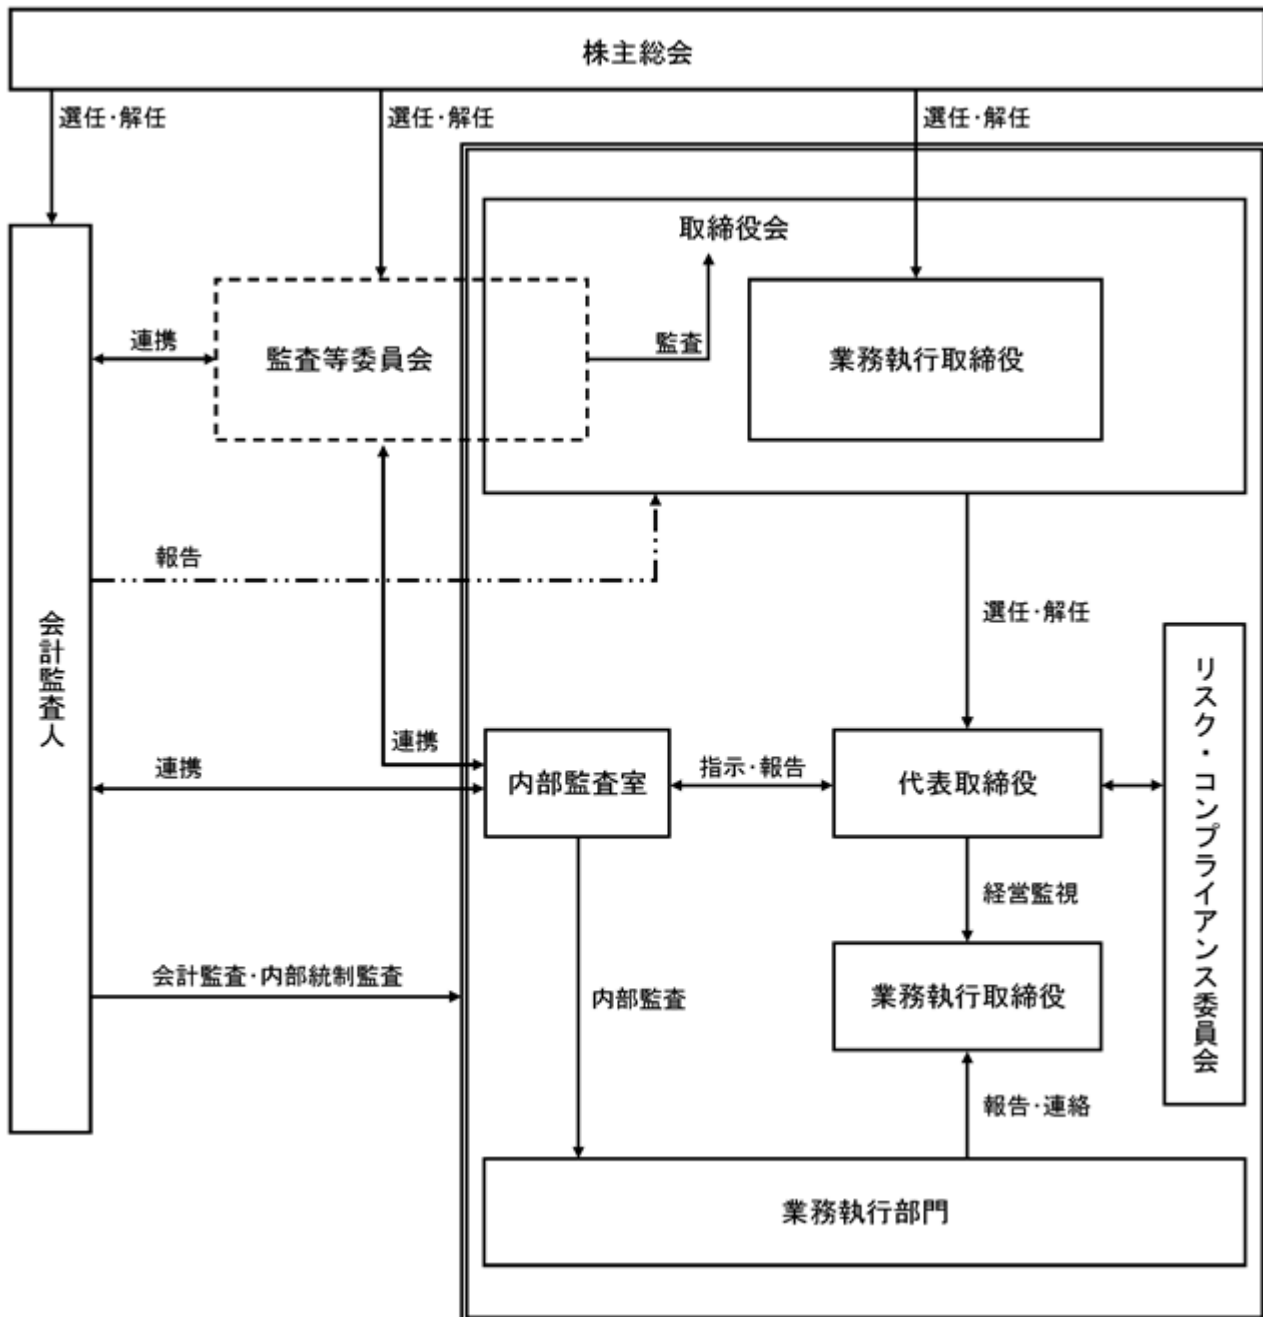 株主総会
選任・解任
選任・解任
選任・解任
取締役会
連携
監査等委員会
監査
業務執行取締役
報告
会計監査人
選任・解任
リスク・コンプライアンス委員会
連携
連携
内部監査室
指示・報告
代表取締役
経営監視
会計監査・内部統制監査
内部監査
業務執行取締役
報告・連絡
業務執行部門